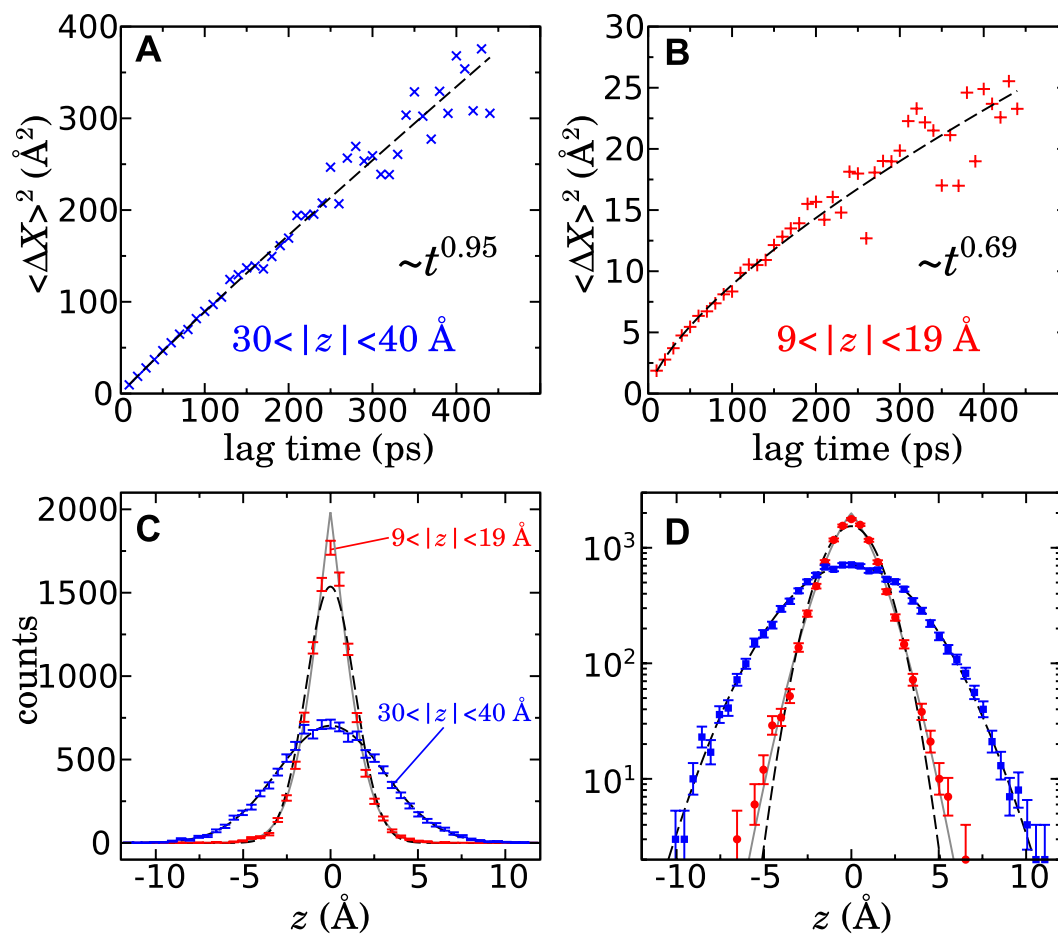 A
<ΔX>² (Å²)
400
300
200
100
0
~t^0.95
30<|z|<40 Å
0 100 200 300 400
lag time (ps)
B
<ΔX>² (Å²)
30
25
20
15
10
5
0
~t^0.69
9<|z|<19 Å
0 100 200 300 400
lag time (ps)
C
counts
2000
1500
1000
500
0
9<|z|<19 Å
30<|z|<40 Å
-10 -5 0 5 10
z (Å)
D
10³
10²
10¹
-10 -5 0 5 10
z (Å)